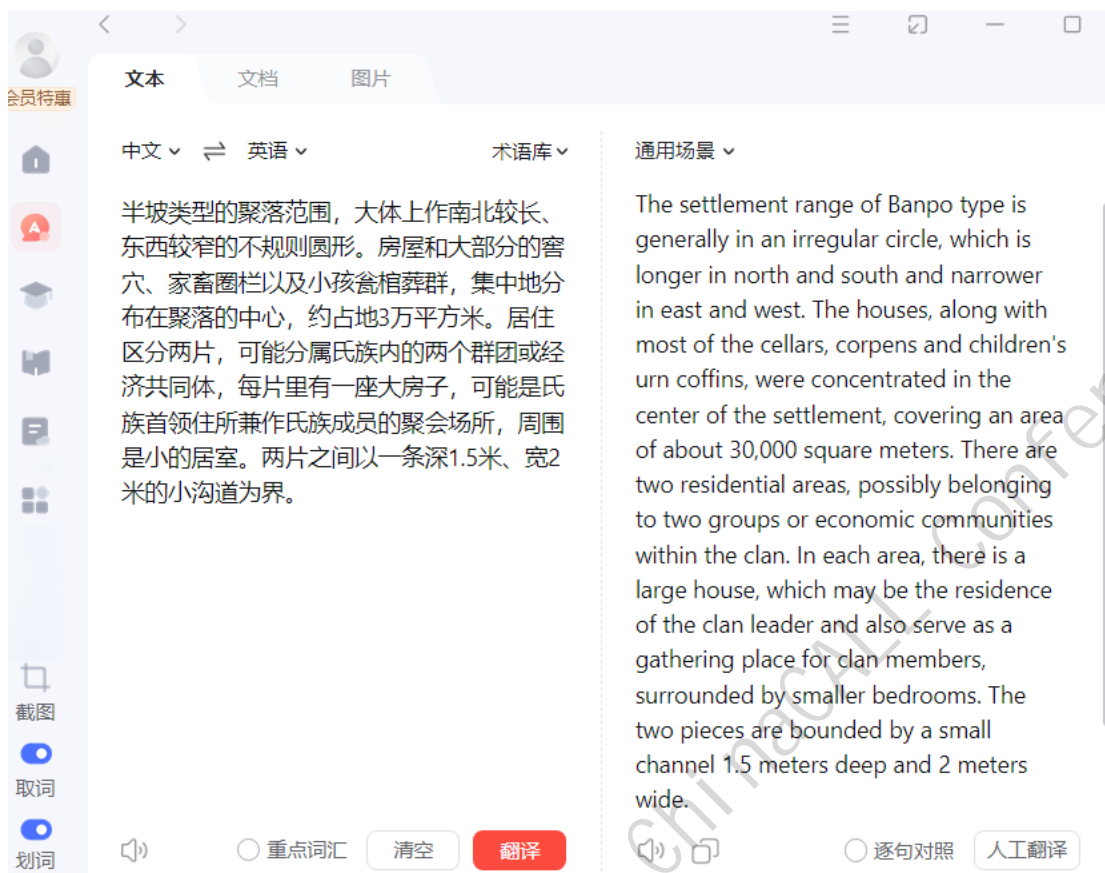 会员特惠
文本
文档
图片
中文
英语
术语库
通用场景
半坡类型的聚落范围，大体上作南北较长、
东西较窄的不规则圆形。房屋和大部分的窖
穴、家畜圈栏以及小孩瓮棺葬群，集中地分
布在聚落的中心，约占地3万平方米。居住
区分两片，可能分属氏族内的两个群团或经
济共同体，每片里有一座大房子，可能是氏
族首领住所兼作氏族成员的聚会场所，周围
是小的居室。两片之间以一条深1.5米、宽2
米的小沟道为界。
The settlement range of Banpo type is
generally in an irregular circle, which is
longer in north and south and narrower
in east and west. The houses, along with
most of the cellars, corpens and children's
urn coffins, were concentrated in the
center of the settlement, covering an area
of about 30,000 square meters. There are
two residential areas, possibly belonging
to two groups or economic communities
within the clan. In each area, there is a
large house, which may be the residence
of the clan leader and also serve as a
gathering place for clan members,
surrounded by smaller bedrooms. The
two pieces are bounded by a small
channel 1.5 meters deep and 2 meters
wide.
截图
取词
划词
重点词汇
清空
翻译
逐句对照
人工翻译
ChinaCALL